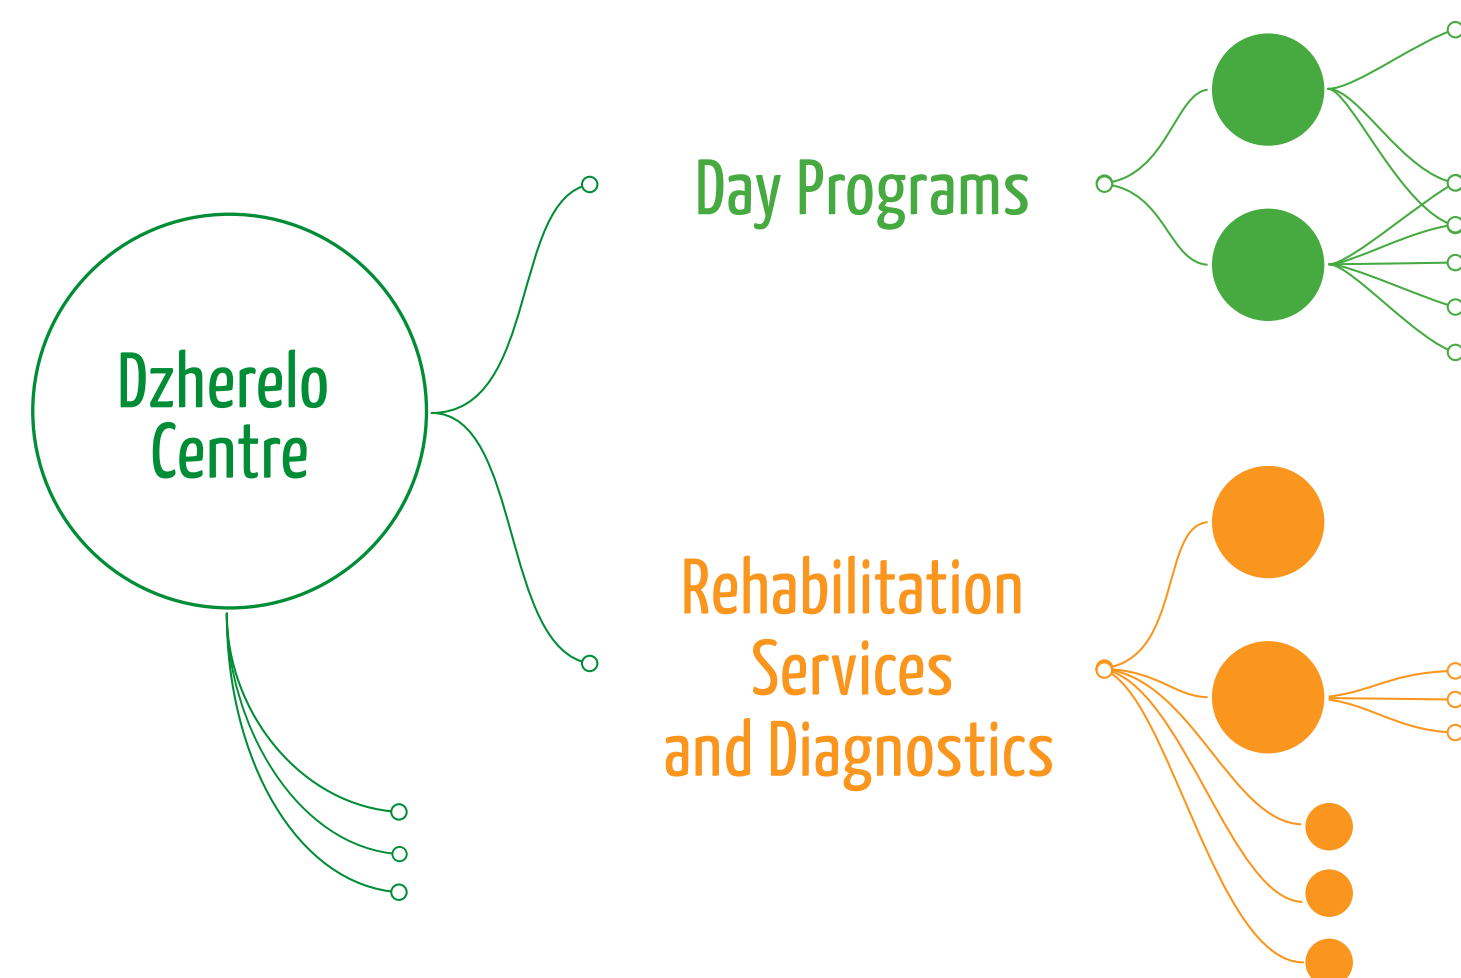 Dzherelo
Centre
Day Programs
Rehabilitation
Services
and Diagnostics